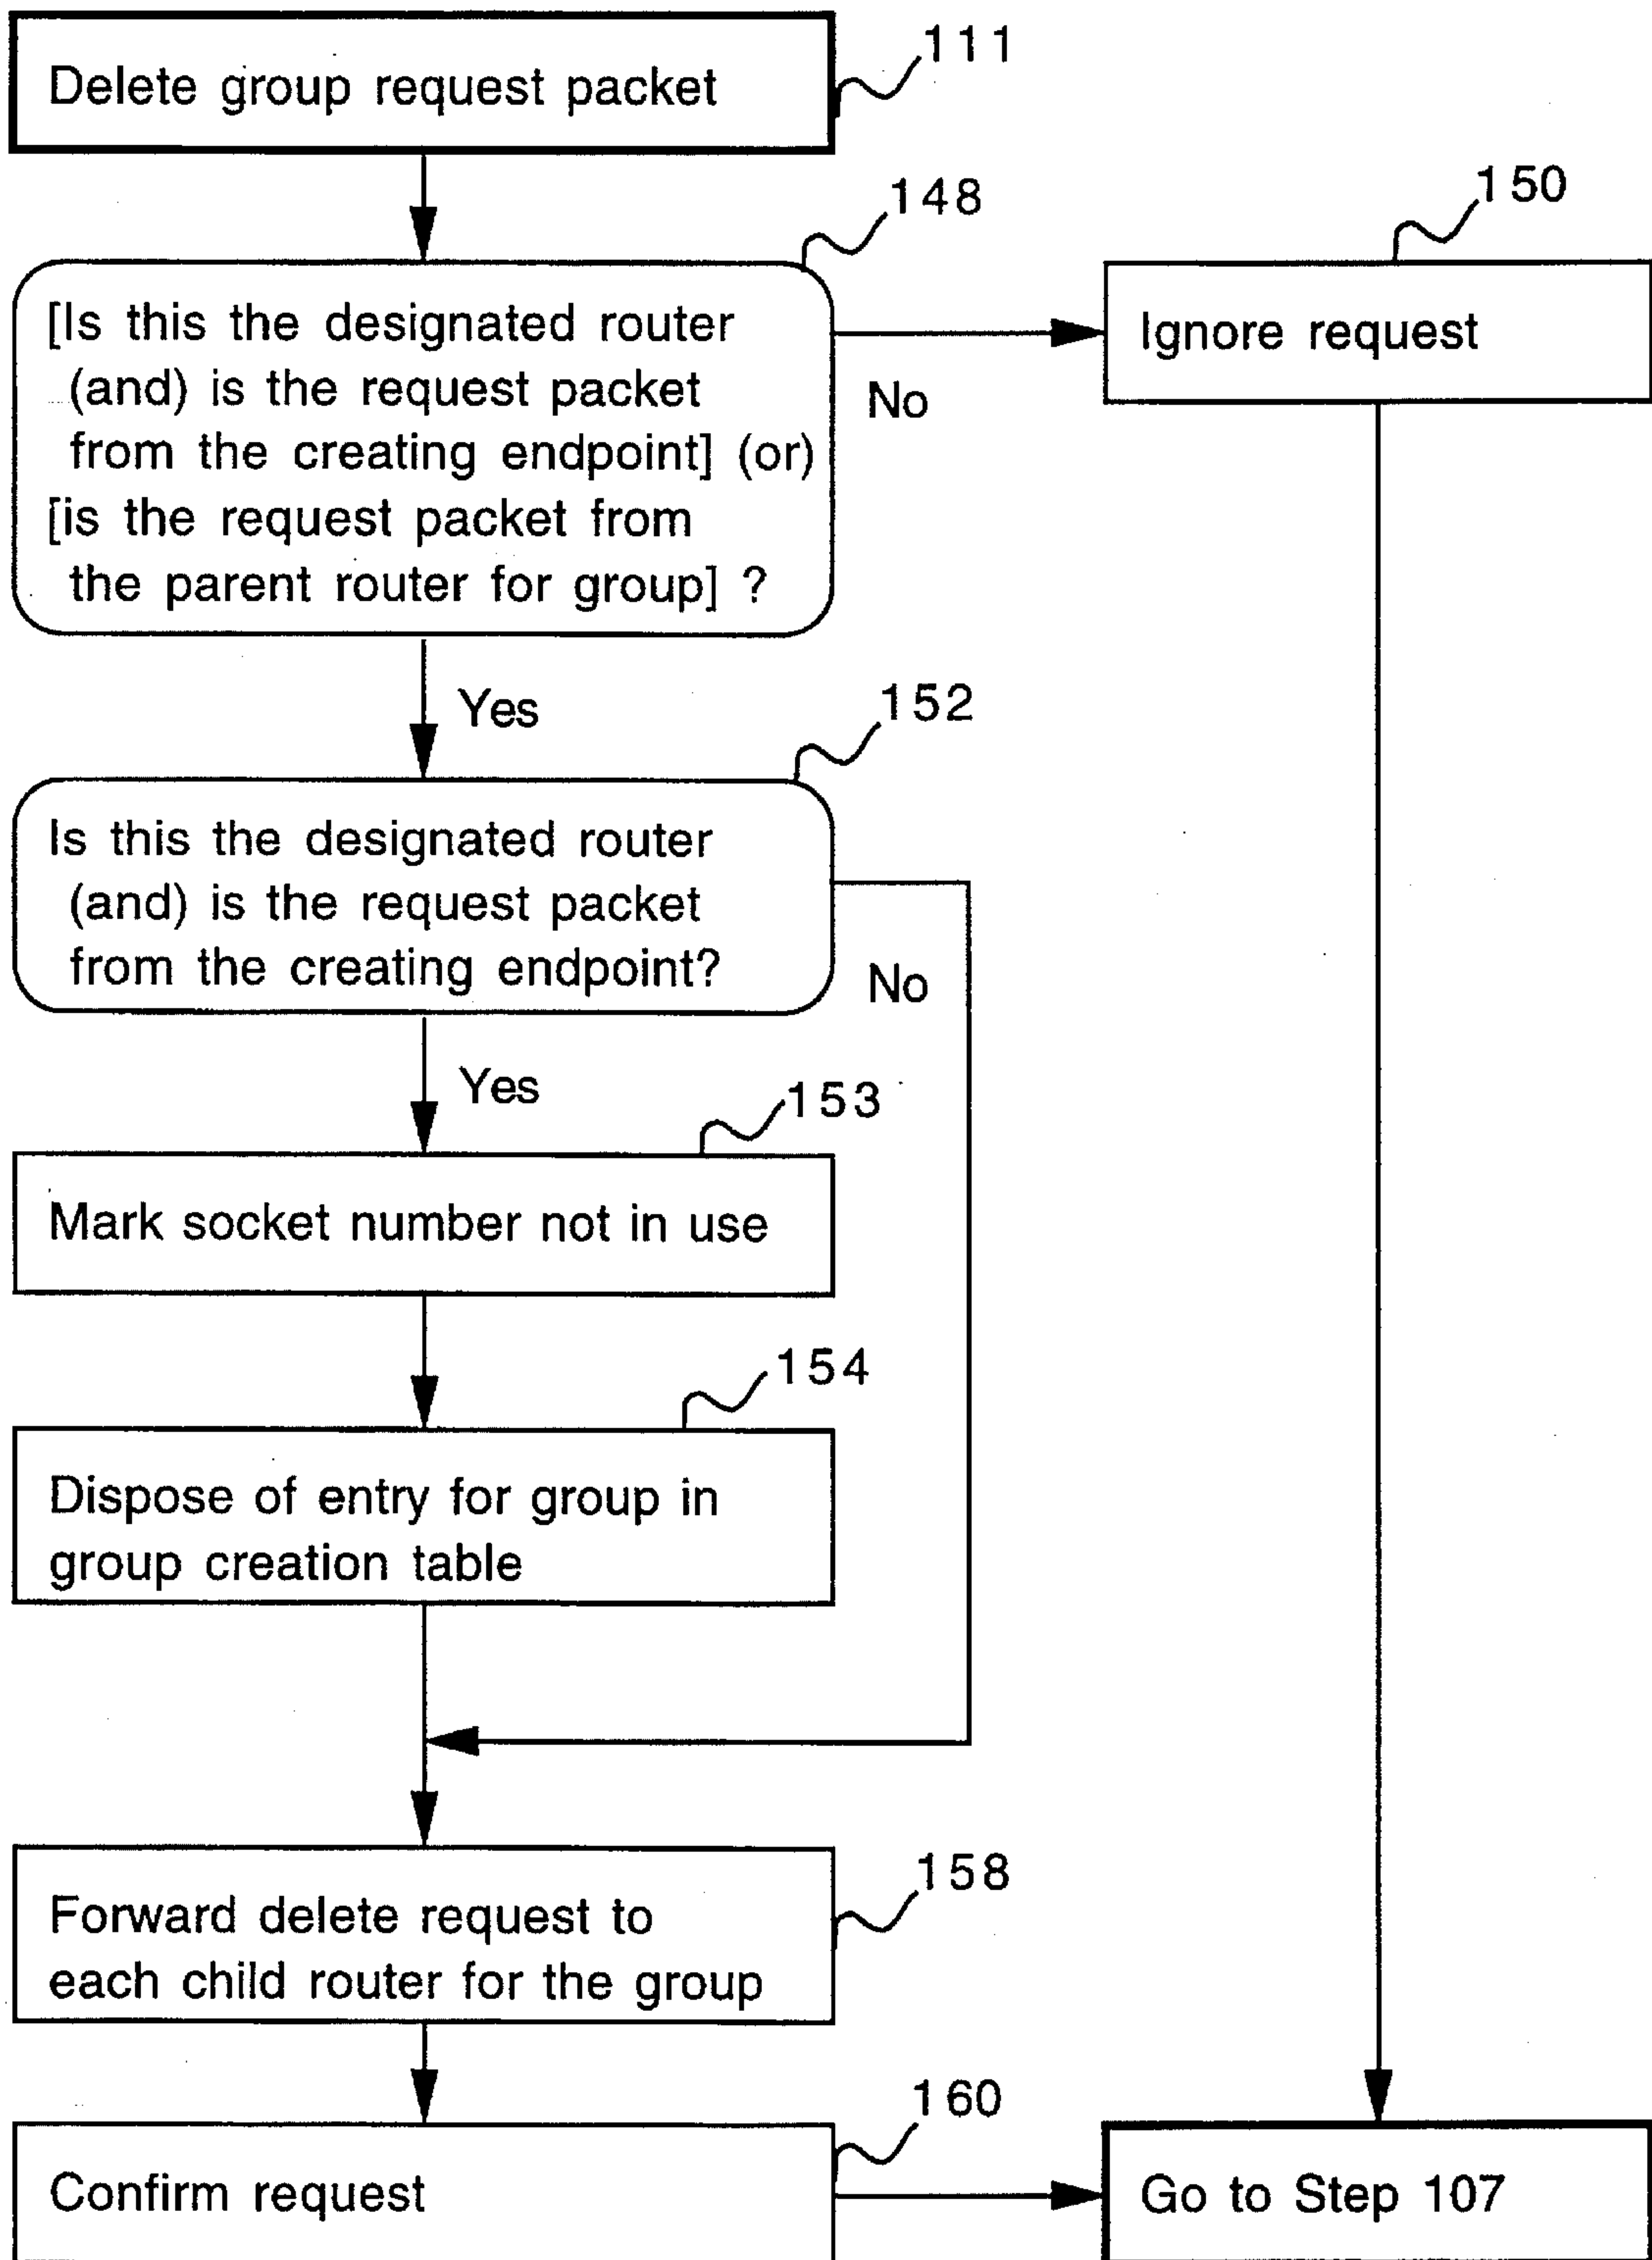 Delete group request packet
111
148
[Is this the designated router
(and) is the request packet
from the creating endpoint] (or)
[is the request packet from
the parent router for group] ?
No
150
Ignore request
Yes
152
Is this the designated router
(and) is the request packet
from the creating endpoint?
No
Yes
153
Mark socket number not in use
154
Dispose of entry for group in
group creation table
158
Forward delete request to
each child router for the group
160
Confirm request
Go to Step 107